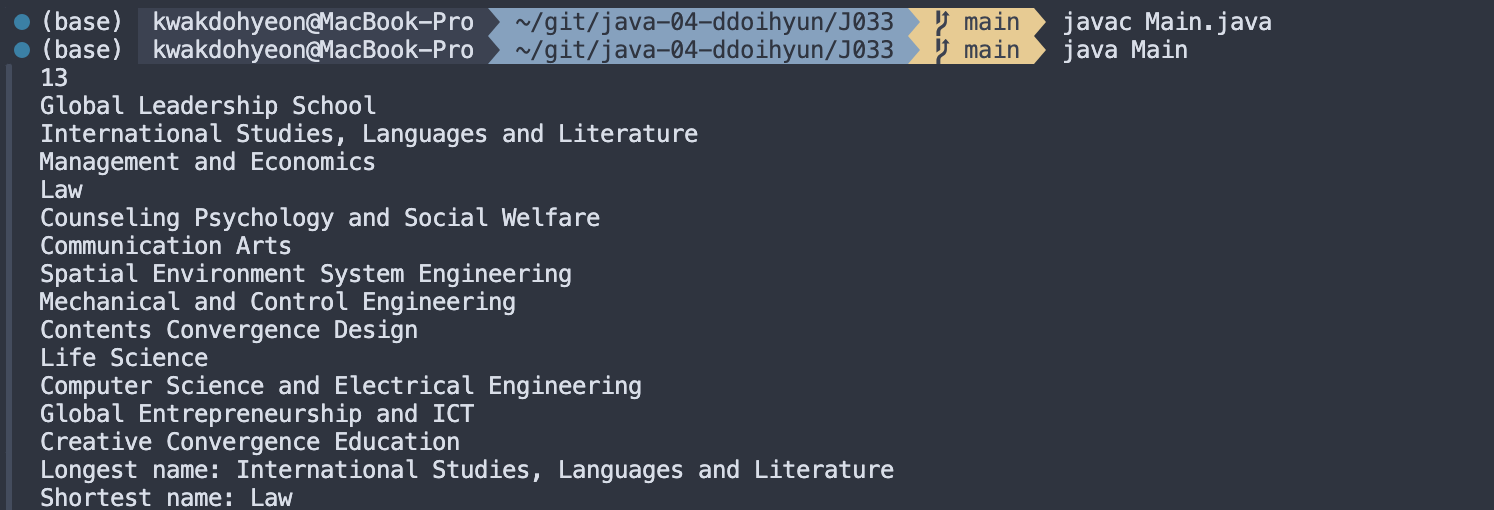 (base) kwakdohyeon@MacBook-Pro ~/git/java-04-ddoihyun/J033 main javac Main.java
(base) kwakdohyeon@MacBook-Pro ~/git/java-04-ddoihyun/J033 main java Main
13
Global Leadership School
International Studies, Languages and Literature
Management and Economics
Law
Counseling Psychology and Social Welfare
Communication Arts
Spatial Environment System Engineering
Mechanical and Control Engineering
Contents Convergence Design
Life Science
Computer Science and Electrical Engineering
Global Entrepreneurship and ICT
Creative Convergence Education
Longest name: International Studies, Languages and Literature
Shortest name: Law